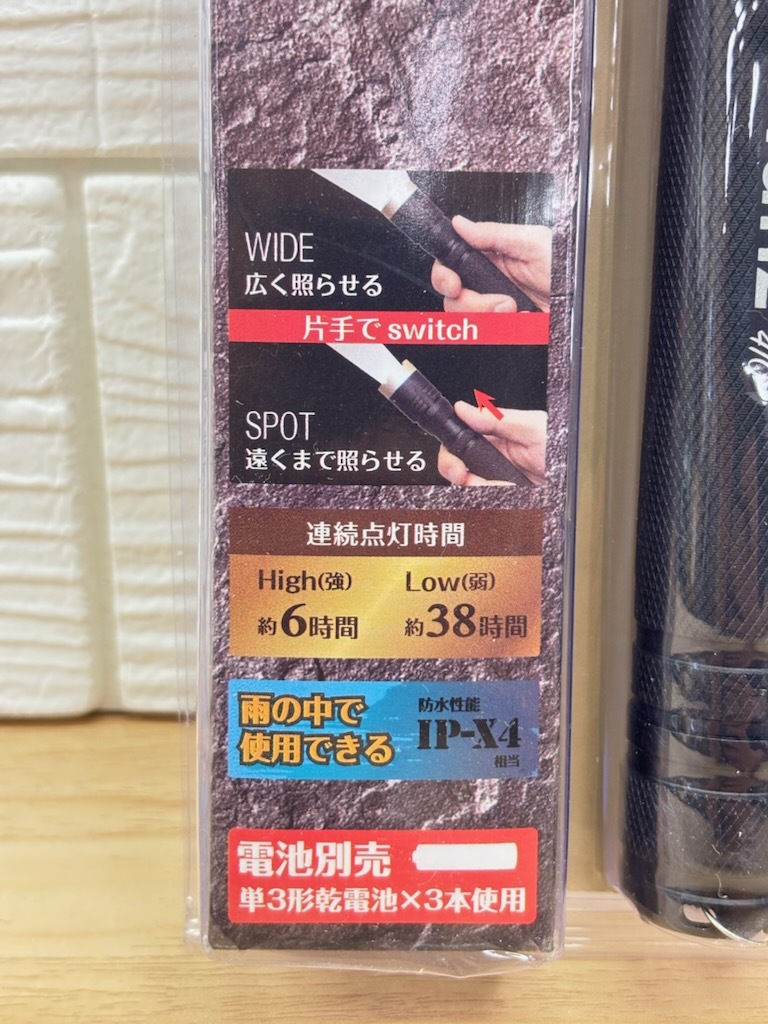 WIDE
広く照らせる
片手でswitch
SPOT
遠くまで照らせる
連続点灯時間
High(強) Low(弱)
約6時間 約38時間
雨の中で
使用できる
防水性能
IP-X4
相当
電池別売
単3形乾電池×3本使用